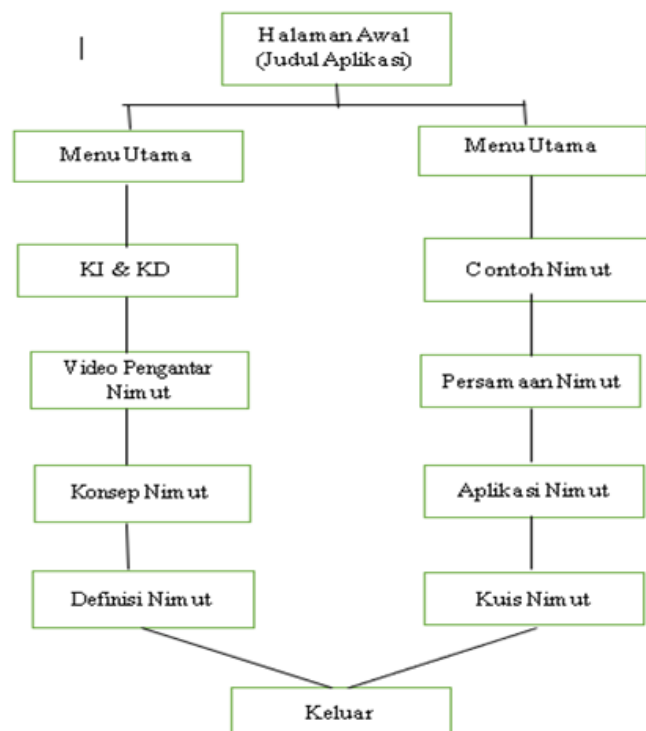 Halaman Awal
(Judul Aplikasi)
Menu Utama
Menu Utama
KI & KD
Contoh Nimut
Video Pengantar
Nimut
Persamaan Nimut
Konsep Nimut
Aplikasi Nimut
Definisi Nimut
Kuis Nimut
Keluar